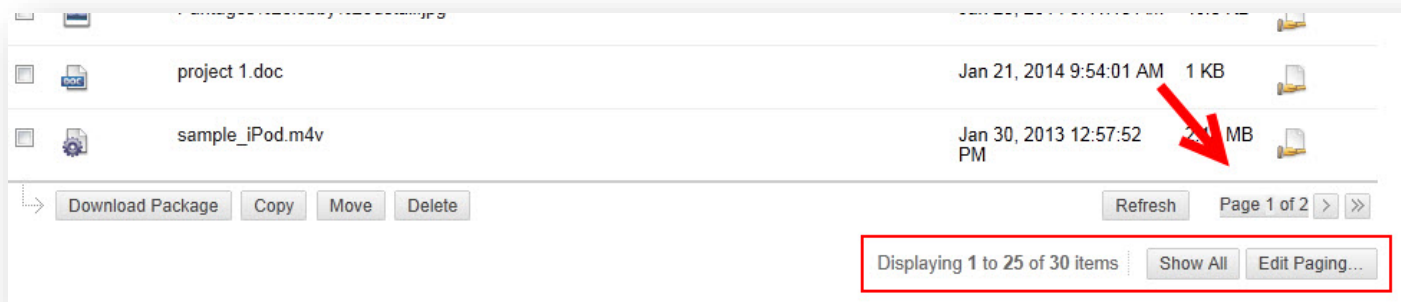 project 1.doc Jan 21, 2014 9:54:01 AM 1 KB
DOC
sample_iPod.m4v Jan 30, 2013 12:57:52 MB
PM
Download Package Copy Move Delete Refresh Page 1 of 2 > >>
Displaying 1 to 25 of 30 items Show All Edit Paging...